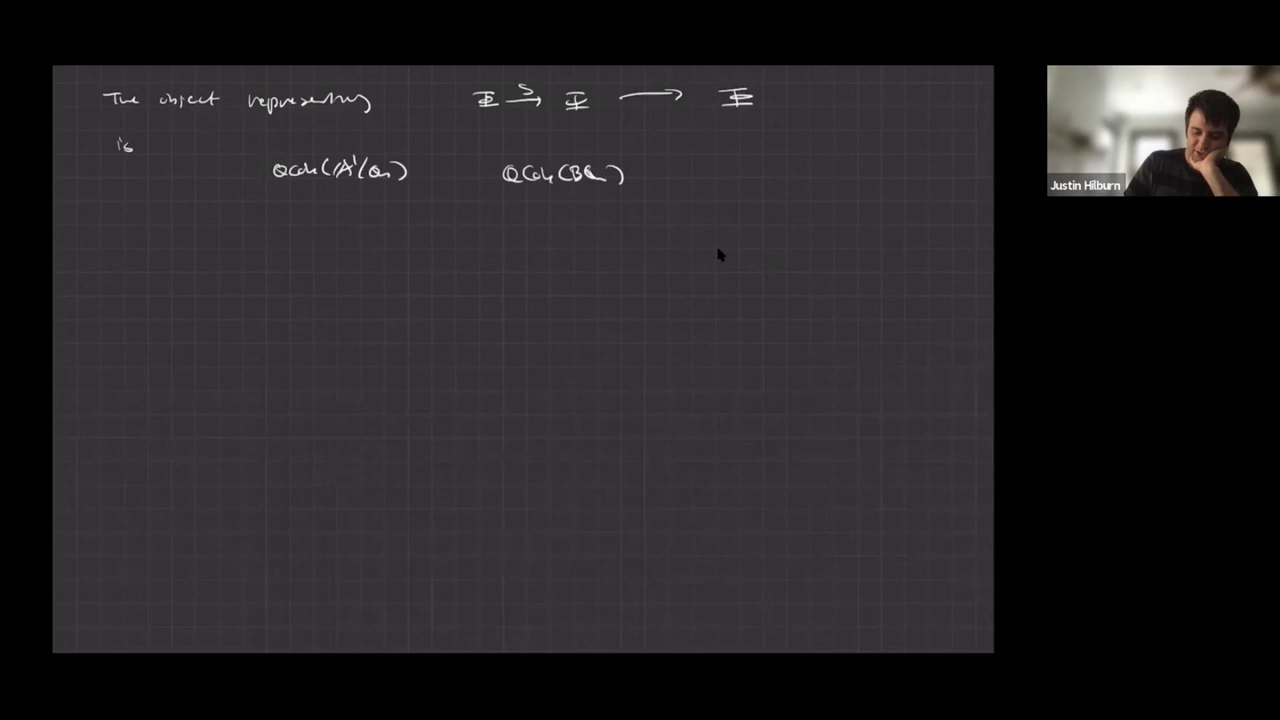 The object representing Φ S→ Ψ ⟶ Φ
is
QCoh(A¹/Gm) QCoh(BGm)
Justin Hilburn